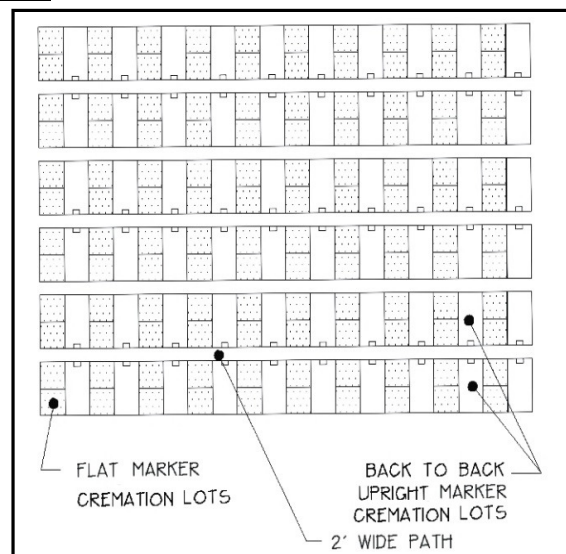 FLAT MARKER
CREMATION LOTS
BACK TO BACK
UPRIGHT MARKER
CREMATION LOTS
2' WIDE PATH